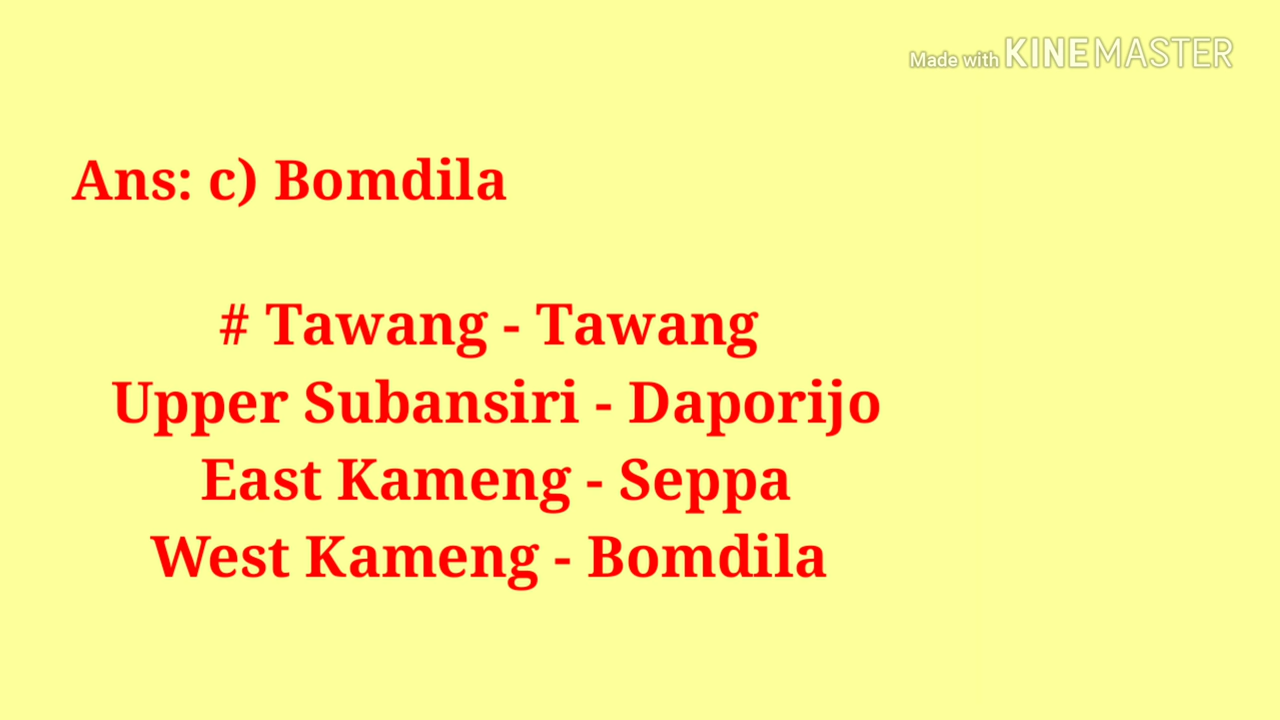 Made with KINEMASTER
Ans: c) Bomdila
# Tawang - Tawang
Upper Subansiri - Daporijo
East Kameng - Seppa
West Kameng - Bomdila